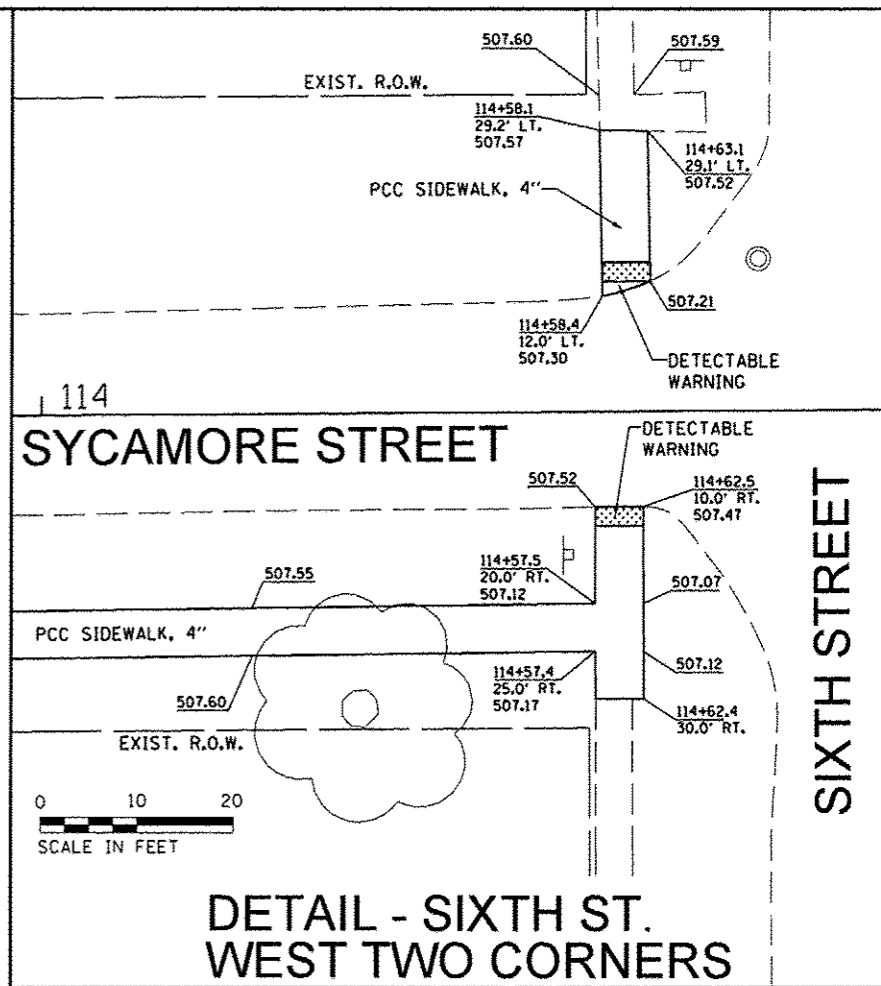 507.60
507.59
EXIST. R.O.W.
114+58.1
29.2' LT.
507.57
114+63.1
29.1' LT.
507.52
PCC SIDEWALK, 4"
507.21
114+58.4
12.0' LT.
507.30
DETECTABLE
WARNING
114
SYCAMORE STREET
DETECTABLE
WARNING
507.52
114+62.5
10.0' RT.
507.47
SIXTH STREET
114+57.5
20.0' RT.
507.12
507.55
507.07
PCC SIDEWALK, 4"
507.12
114+57.4
25.0' RT.
507.17
507.60
114+62.4
30.0' RT.
EXIST. R.O.W.
0 10 20
SCALE IN FEET
DETAIL - SIXTH ST.
WEST TWO CORNERS